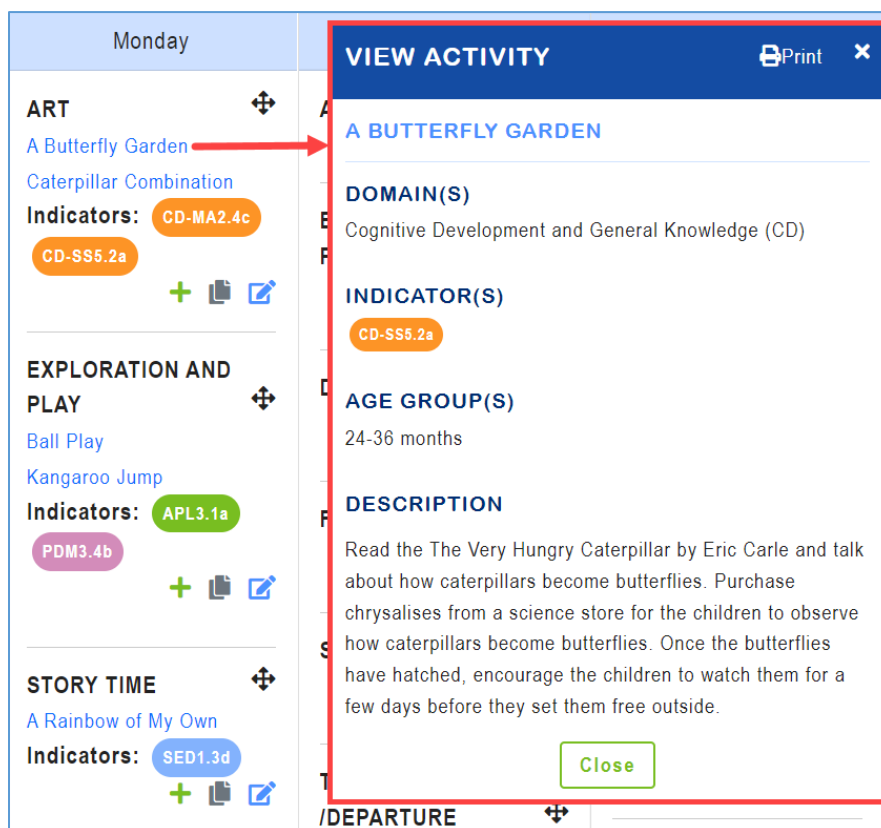 Monday
ART
A Butterfly Garden
Caterpillar Combination
Indicators: CD-MA2.4c
CD-SS5.2a
EXPLORATION AND
PLAY
Ball Play
Kangaroo Jump
Indicators: APL3.1a
PDM3.4b
STORY TIME
A Rainbow of My Own
Indicators: SED1.3d
/DEPARTURE
VIEW ACTIVITY
Print
A BUTTERFLY GARDEN
DOMAIN(S)
Cognitive Development and General Knowledge (CD)
INDICATOR(S)
CD-SS5.2a
AGE GROUP(S)
24-36 months
DESCRIPTION
Read the The Very Hungry Caterpillar by Eric Carle and talk
about how caterpillars become butterflies. Purchase
chrysalises from a science store for the children to observe
how caterpillars become butterflies. Once the butterflies
have hatched, encourage the children to watch them for a
few days before they set them free outside.
Close